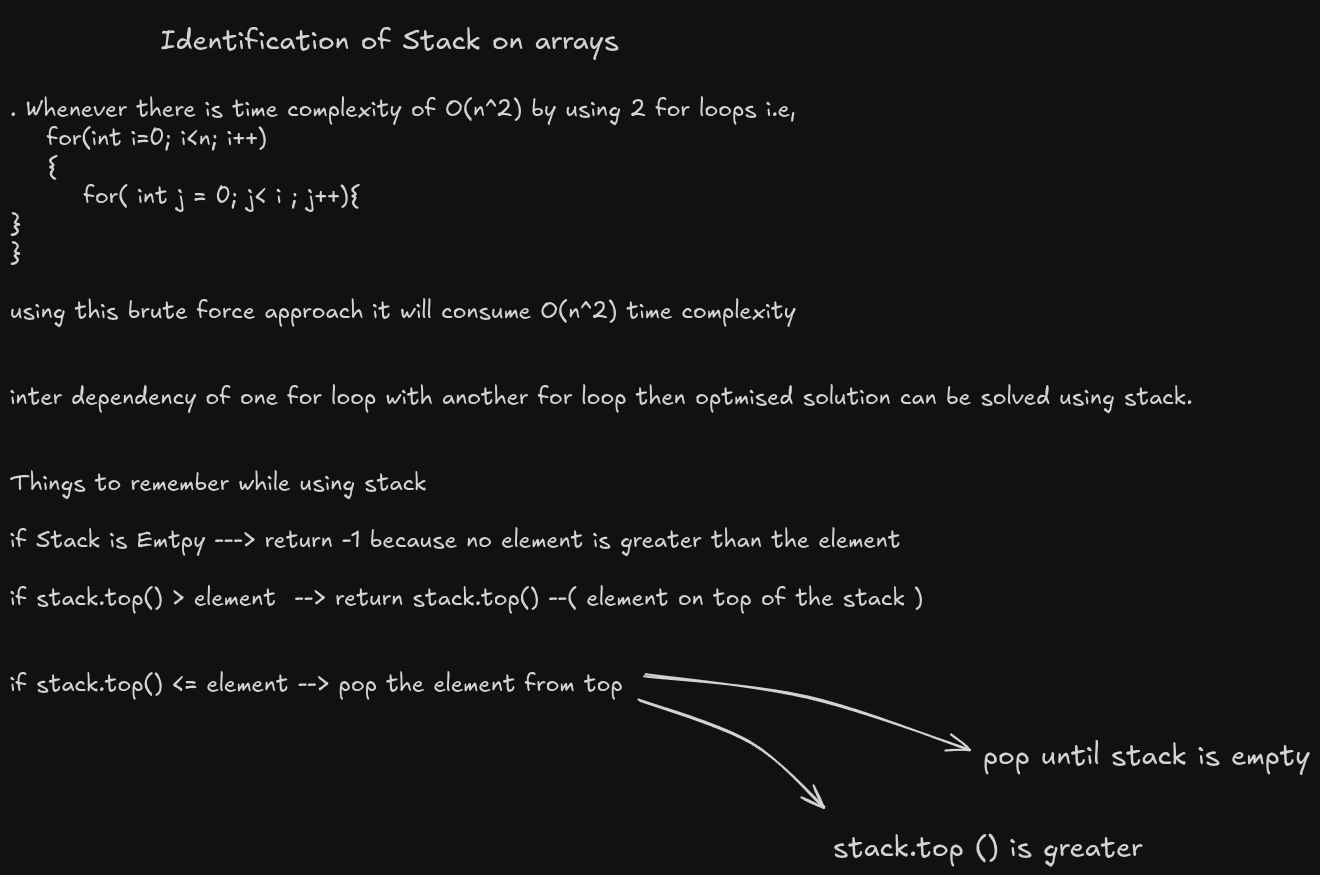 Identification of Stack on arrays
. Whenever there is time complexity of O(n^2) by using 2 for loops i.e,
for(int i=0; i<n; i++)
{
for( int j = 0; j< i ; j++){
}
}
using this brute force approach it will consume O(n^2) time complexity
inter dependency of one for loop with another for loop then optmised solution can be solved using stack.
Things to remember while using stack
if Stack is Emtpy ---> return -1 because no element is greater than the element
if stack.top() > element --> return stack.top() --( element on top of the stack )
if stack.top() <= element --> pop the element from top
pop until stack is empty
stack.top () is greater